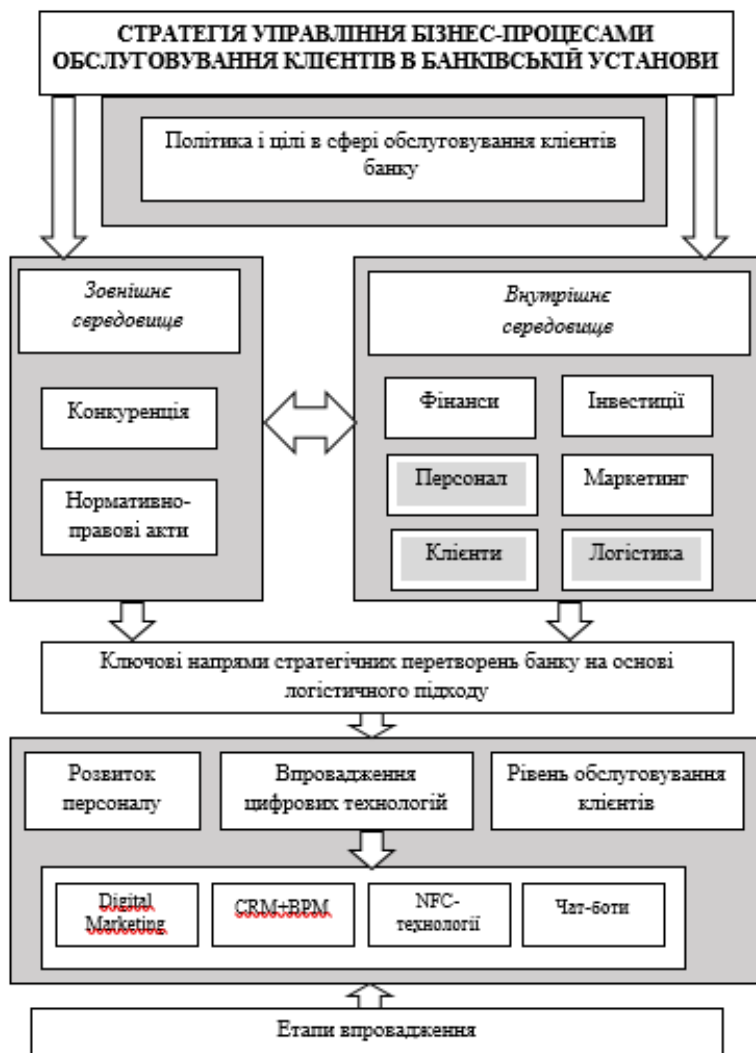 СТРАТЕГІЯ УПРАВЛІННЯ БІЗНЕС-ПРОЦЕСАМИ
ОБСЛУГОВУВАННЯ КЛІЄНТІВ В БАНКІВСЬКІЙ УСТАНОВИ
Політика і цілі в сфері обслуговування клієнтів
банку
Зовнішнє
середовище
Конкуренція
Нормативно-
правові акти
Внутрішнє
середовище
Фінанси
Інвестиції
Персонал
Маркетинг
Клієнти
Логістика
Ключові напрями стратегічних перетворень банку на основі
логістичного підходу
Розвиток
персоналу
Впровадження
цифрових технологій
Рівень обслуговування
клієнтів
Digital
Marketing
CRM+BPM
NFC-
технології
Чат-боти
Етапи впровадження